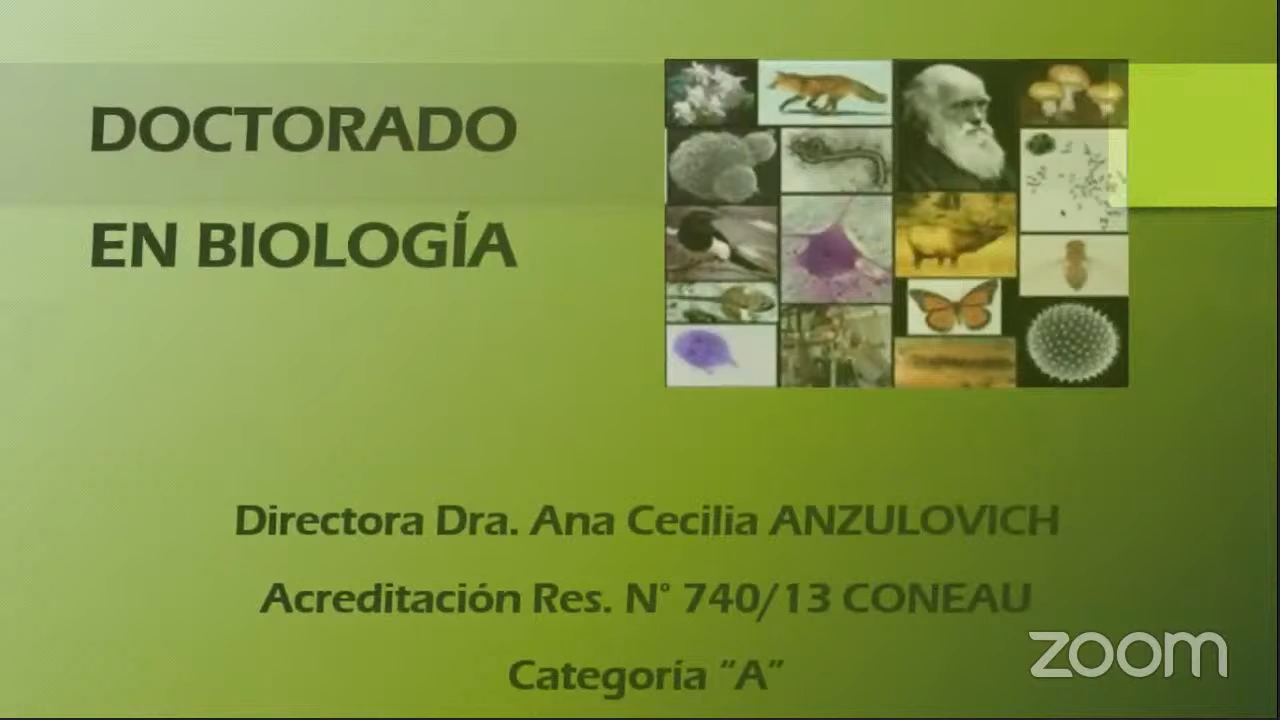 DOCTORADO
EN BIOLOGÍA
Directora Dra. Ana Cecilia ANZULOVICH
Acreditación Res. N° 740/13 CONEAU
Categoría “A”
zoom